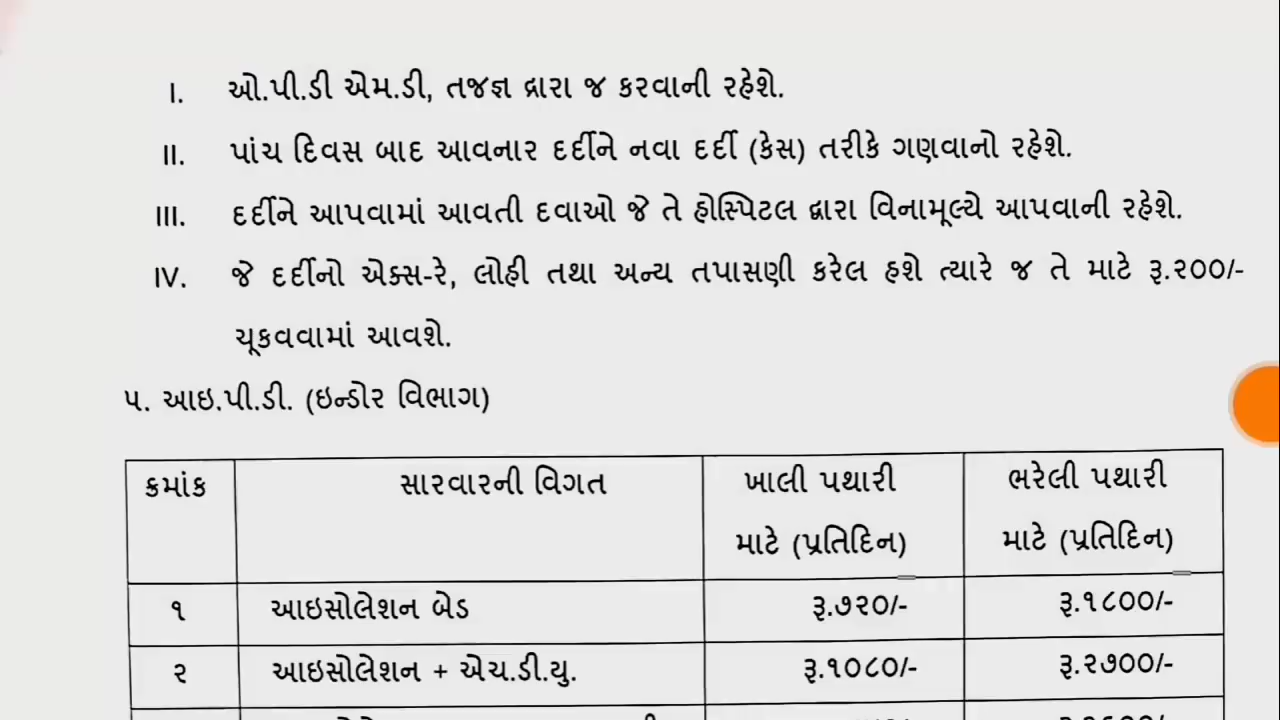 I. ઓ.પી.ડી એમ.ડી, તજજ્ઞ દ્રારા જ કરવાની રહેશે.
II. પાંચ દિવસ બાદ આવનાર દર્દીને નવા દર્દી (કેસ) તરીકે ગણવાનો રહેશે.
III. દર્દીને આપવામાં આવતી દવાઓ જે તે હોસ્પિટલ દ્વારા વિનામૂલ્યે આપવાની રહેશે.
IV. જે દર્દીનો એક્સ-રે, લોહી તથા અન્ય તપાસણી કરેલ હશે ત્યારે જ તે માટે રૂ.૨૦૦/-
ચૂકવવામાં આવશે.
૫. આઇ.પી.ડી. (ઇન્ડોર વિભાગ)
ક્રમાંક સારવારની વિગત ખાલી પથારી ભરેલી પથારી
માટે (પ્રતિદિન) માટે (પ્રતિદિન)
૧ આઇસોલેશન બેડ રૂ.૭૨૦/- રૂ.૧૮૦૦/-
૨ આઇસોલેશન + એચ.ડી.યુ. રૂ.૧૦૮૦/- રૂ.૨૭૦૦/-